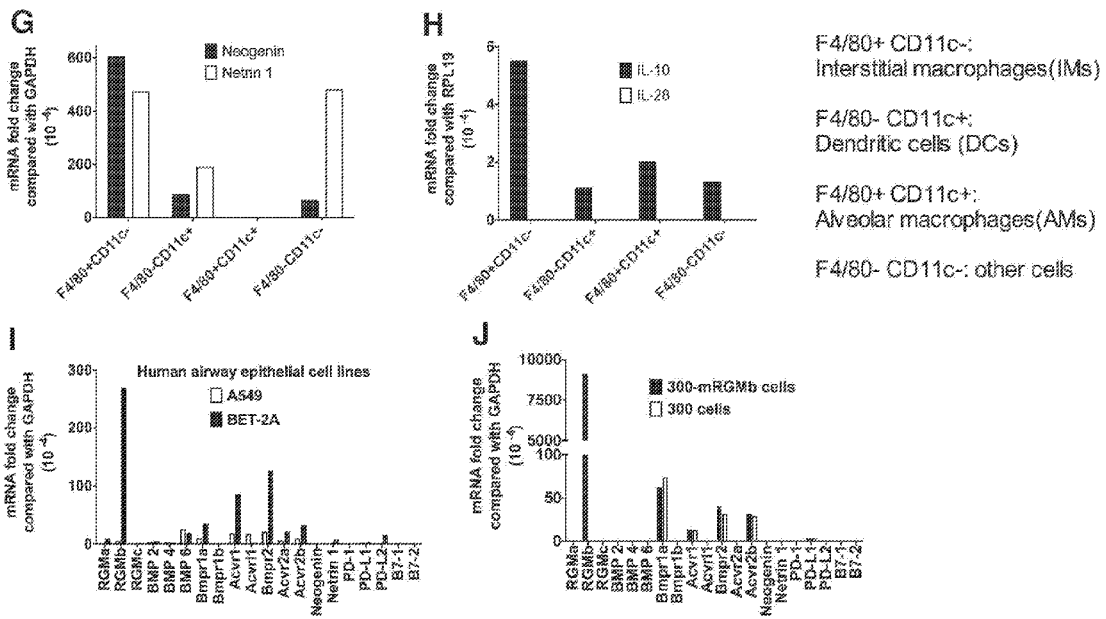 G
mRNA fold change
compared with GAPDH
(10 -4)
600
400
200
0
Neogenin
Netrin 1
F4/80+CD11c-
F4/80-CD11c+
F4/80+CD11c+
F4/80-CD11c-
H
mRNA fold change
compared with RPL19
(10 -4)
6
4
2
0
IL-10
IL-28
F4/80+CD11c-
F4/80-CD11c+
F4/80+CD11c+
F4/80-CD11c-
F4/80+ CD11c-:
Interstitial macrophages(IMs)
F4/80- CD11c+:
Dendritic cells (DCs)
F4/80+ CD11c+:
Alveolar macrophages(AMs)
F4/80- CD11c-: other cells
I
mRNA fold change
compared with GAPDH
(10 -4)
300
200
100
0
Human airway epithelial cell lines
A549
BET-2A
RGMa
RGMb
RGMc
BMP 2
BMP 4
BMP 6
Bmpr1a
Bmpr1b
Acvr1
Acvrl1
Bmpr2
Acvr2a
Acvr2b
Neogenin
Netrin 1
PD-1
PD-L1
PD-L2
B7-1
B7-2
J
mRNA fold change
compared with GAPDH
(10 -4)
10000
7500
5000
100
50
0
300-mRGMb cells
300 cells
RGMa
RGMb
RGMc
BMP 2
BMP 4
BMP 6
Bmpr1a
Bmpr1b
Acvr1
Acvrl1
Bmpr2
Acvr2a
Acvr2b
Neogenin
Netrin 1
PD-1
PD-L1
PD-L2
B7-1
B7-2